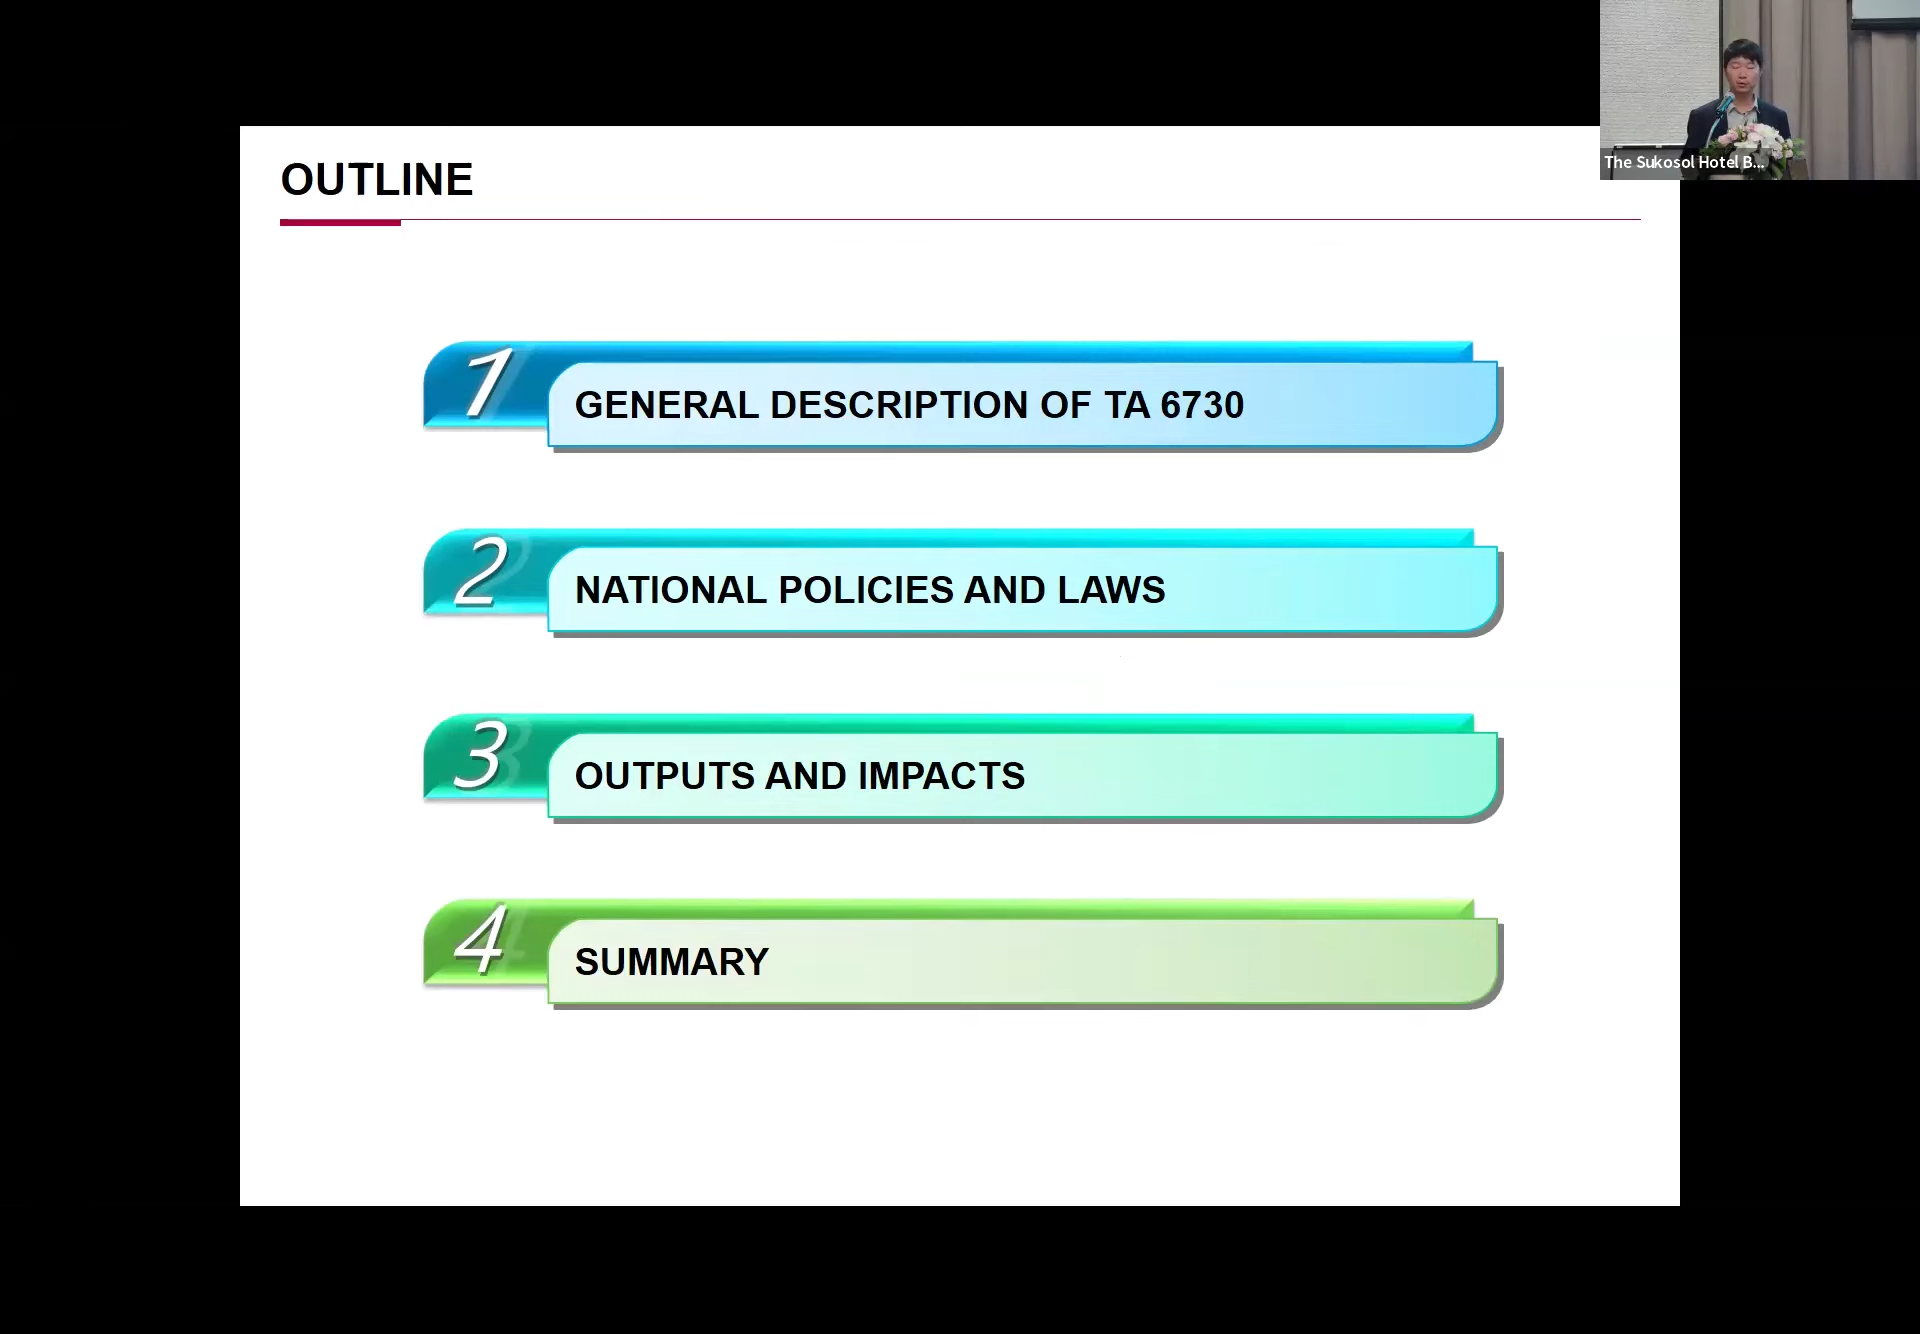 OUTLINE
The Sukosol Hotel B...
1
GENERAL DESCRIPTION OF TA 6730
2
NATIONAL POLICIES AND LAWS
3
OUTPUTS AND IMPACTS
4
SUMMARY